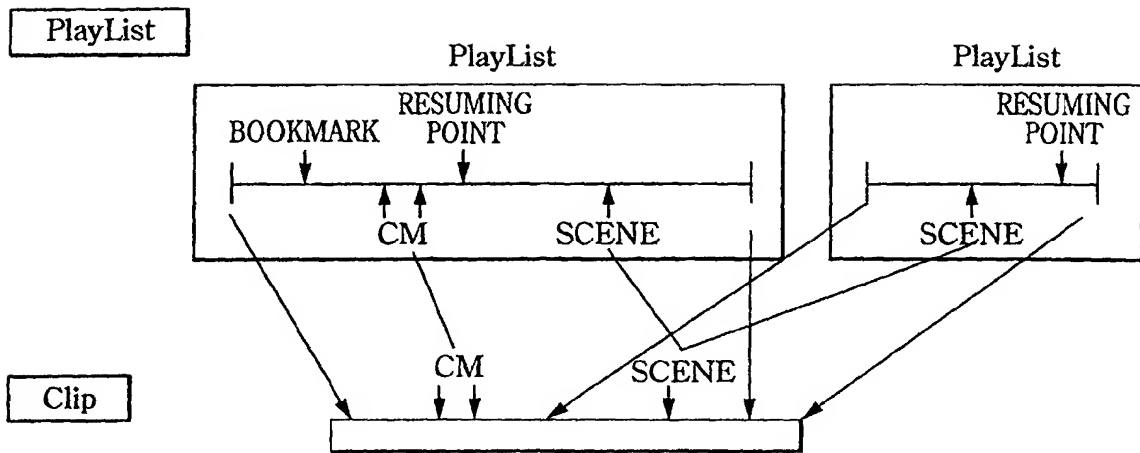 PlayList
PlayList
PlayList
BOOKMARK
RESUMING
POINT
RESUMING
POINT
CM
SCENE
SCENE
CM
SCENE
Clip